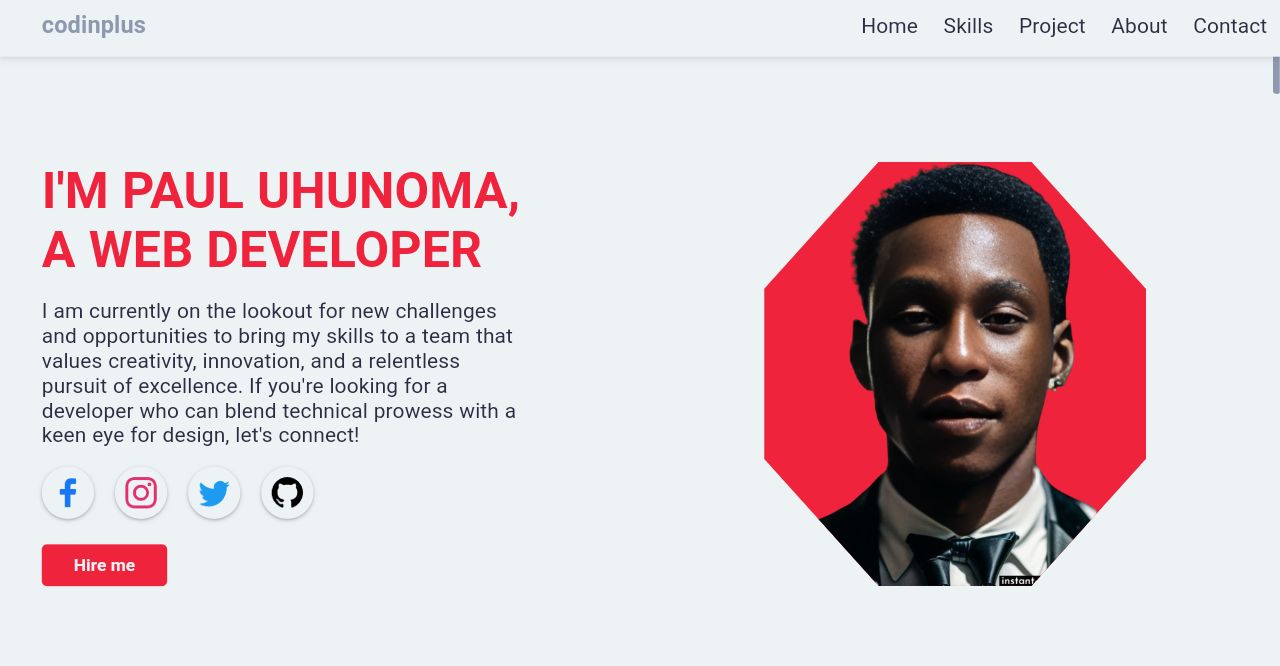 codinplus
Home Skills Project About Contact
I'M PAUL UHUNOMA,
A WEB DEVELOPER
I am currently on the lookout for new challenges
and opportunities to bring my skills to a team that
values creativity, innovation, and a relentless
pursuit of excellence. If you're looking for a
developer who can blend technical prowess with a
keen eye for design, let's connect!
Hire me
instant